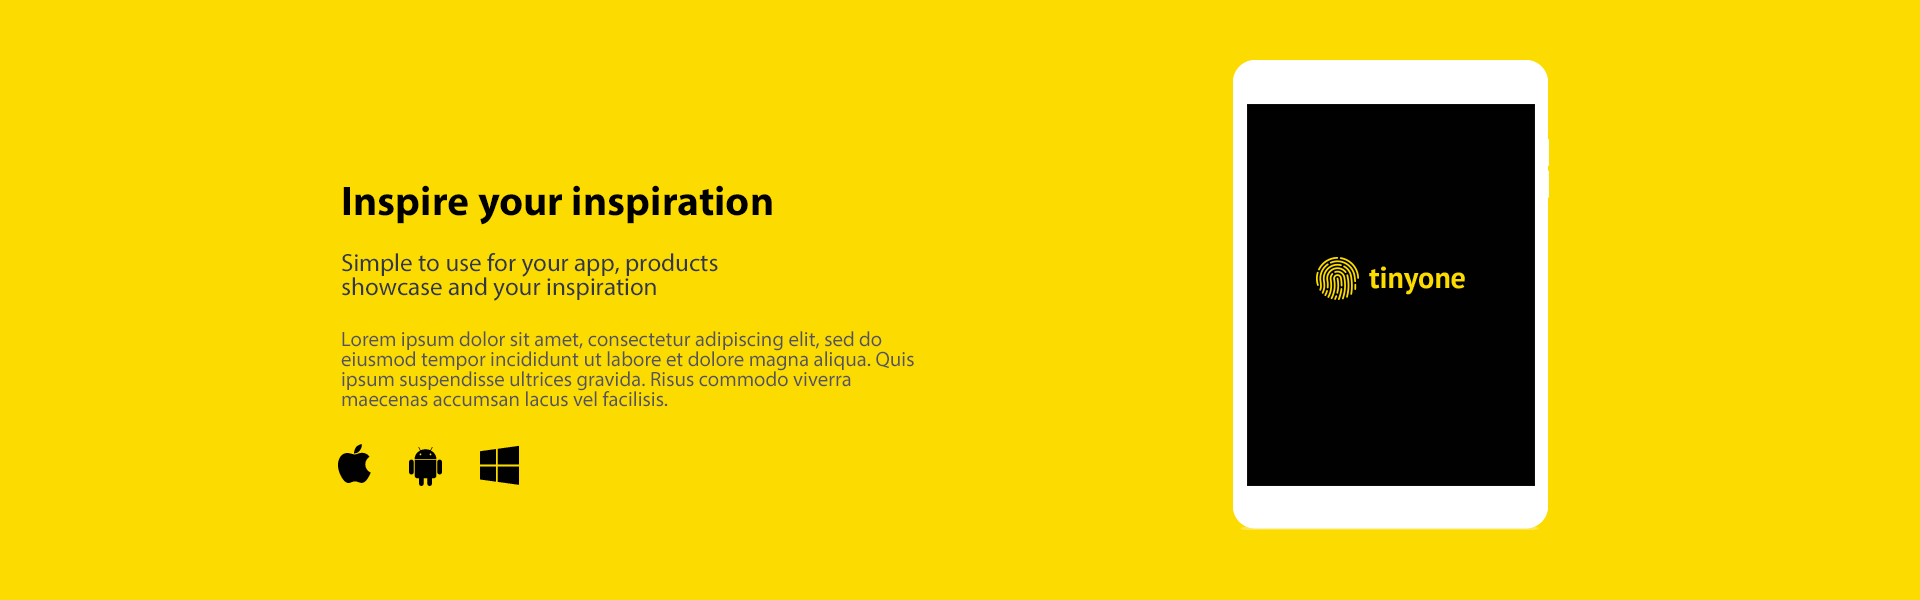 Inspire your inspiration
Simple to use for your app, products
showcase and your inspiration
Lorem ipsum dolor sit amet, consectetur adipiscing elit, sed do
eiusmod tempor incididunt ut labore et dolore magna aliqua. Quis
ipsum suspendisse ultrices gravida. Risus commodo viverra
maecenas accumsan lacus vel facilisis.
tinyone